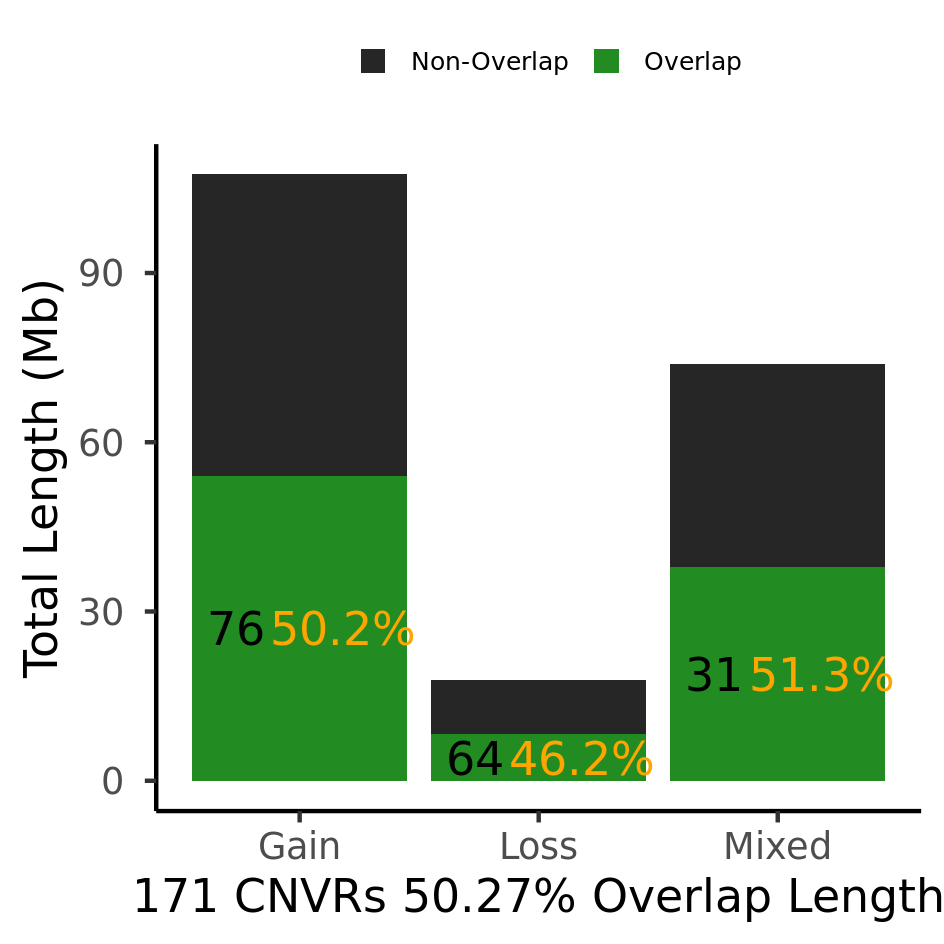 Non-Overlap Overlap
Total Length (Mb)
90
60
30
0
76 50.2%
64 46.2%
31 51.3%
Gain Loss Mixed
171 CNVRs 50.27% Overlap Length